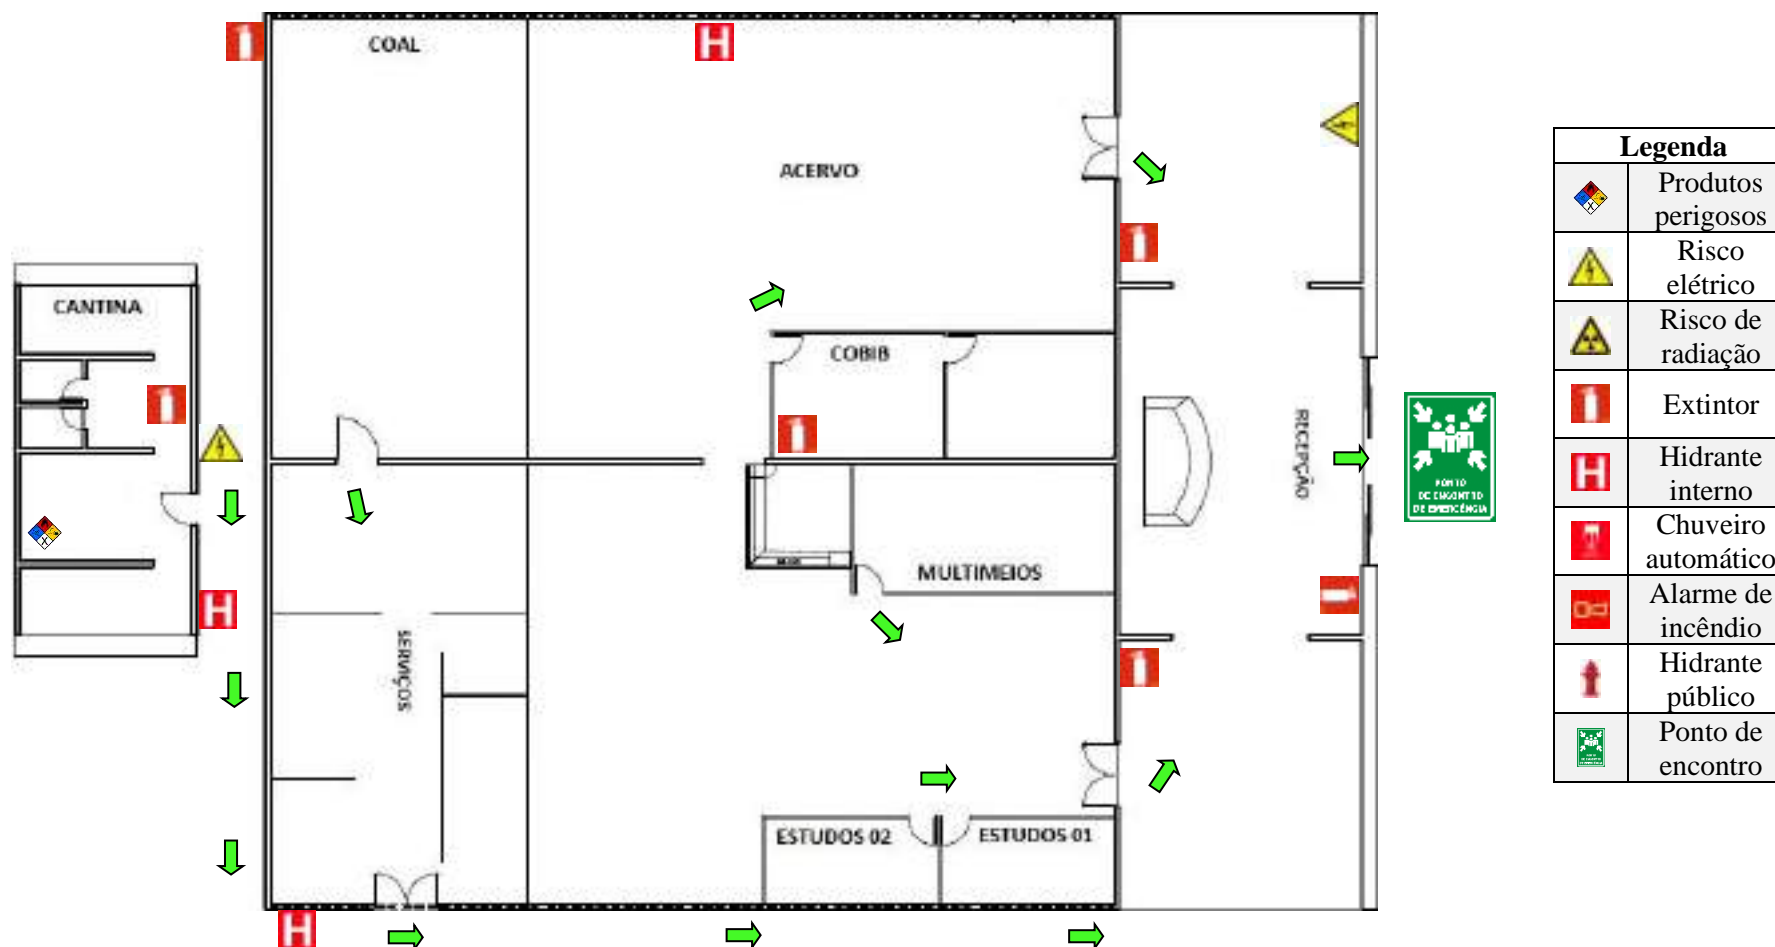 COAL
H
ACERVO
CANTINA
COBIB
RECEPÇÃO
PONTO
DE ENCONTRO
DE EMERGÊNCIA
MULTIMEIOS
H
SERVIÇOS
ESTUDOS 02
ESTUDOS 01
H
Legenda
Produtos
perigosos
Risco
elétrico
Risco de
radiação
Extintor
H
Hidrante
interno
Chuveiro
automático
Alarme de
incêndio
Hidrante
público
Ponto de
encontro